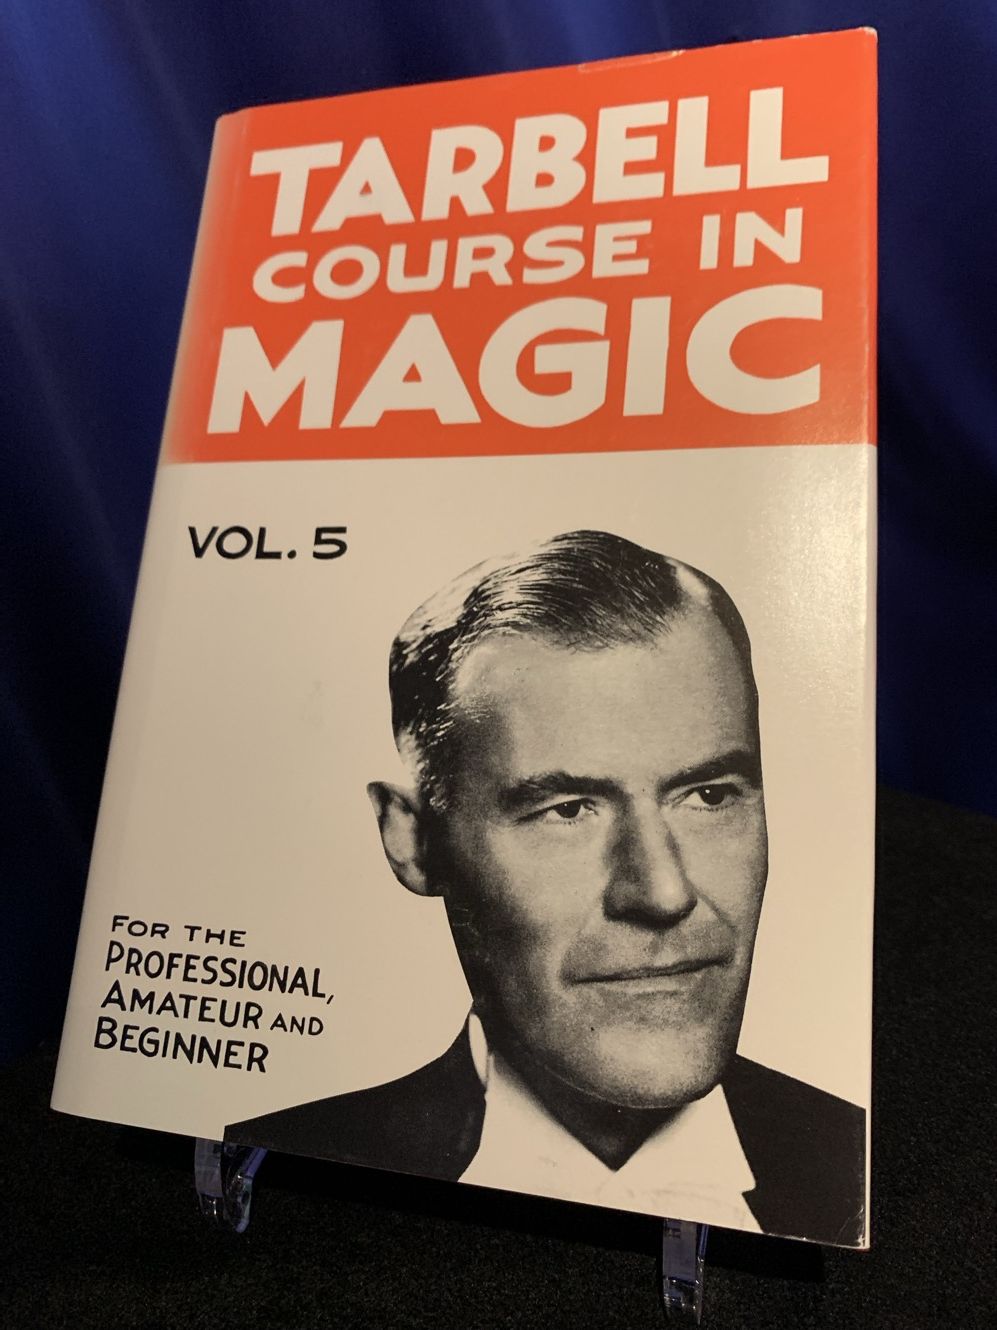 TARBELL
COURSE IN
MAGIC
VOL. 5
FOR THE
PROFESSIONAL,
AMATEUR AND
BEGINNER